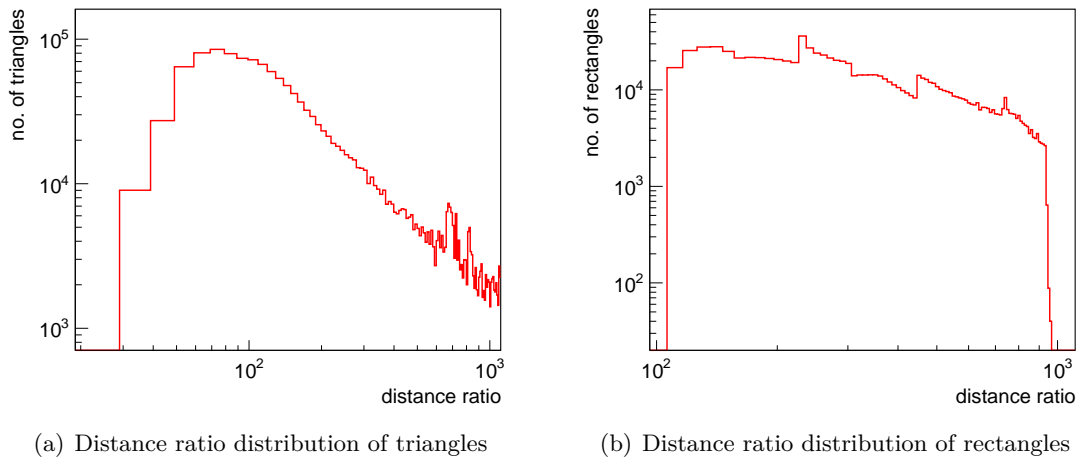 no. of triangles
10⁵
10⁴
10³
10²
10³
distance ratio
(a) Distance ratio distribution of triangles
no. of rectangles
10⁴
10³
10²
10²
10³
distance ratio
(b) Distance ratio distribution of rectangles